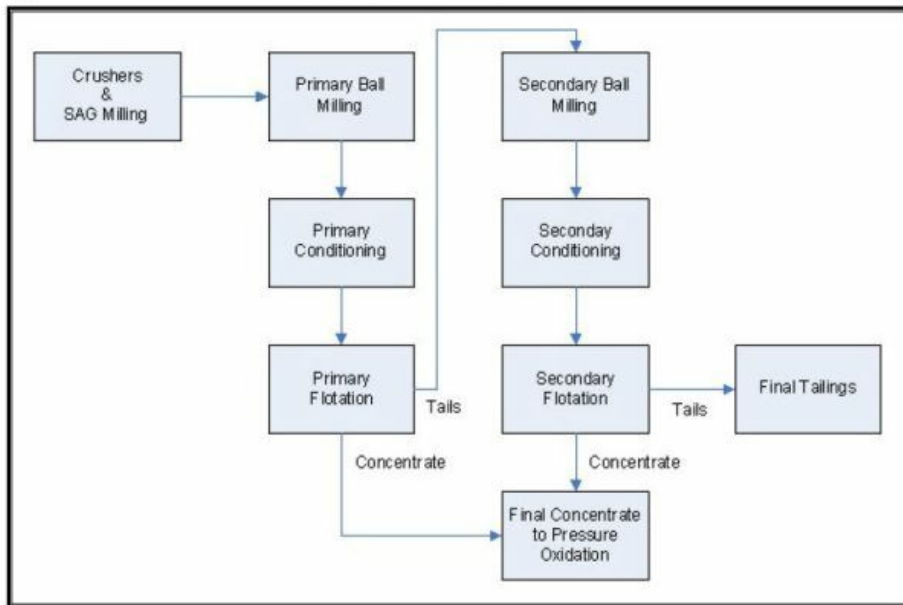 Crushers
&
SAG Milling
Primary Ball
Milling
Secondary Ball
Milling
Primary
Conditioning
Seconday
Conditioning
Primary
Flotation
Tails
Secondary
Flotation
Tails
Final Tailings
Concentrate
Concentrate
Final Concentrate
to Pressure
Oxidation